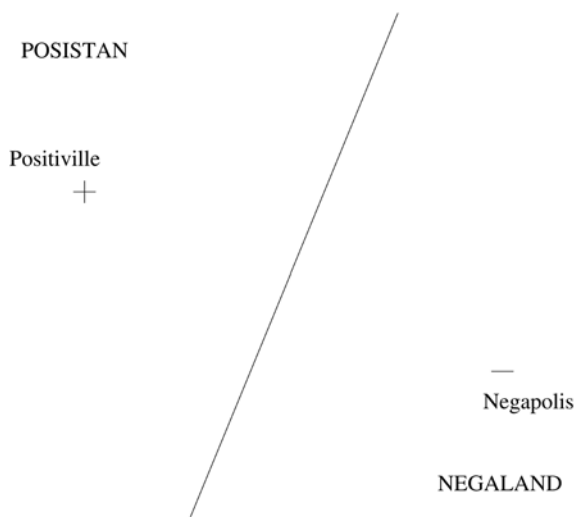 POSISTAN
Positiville
+
−
Negapolis
NEGALAND